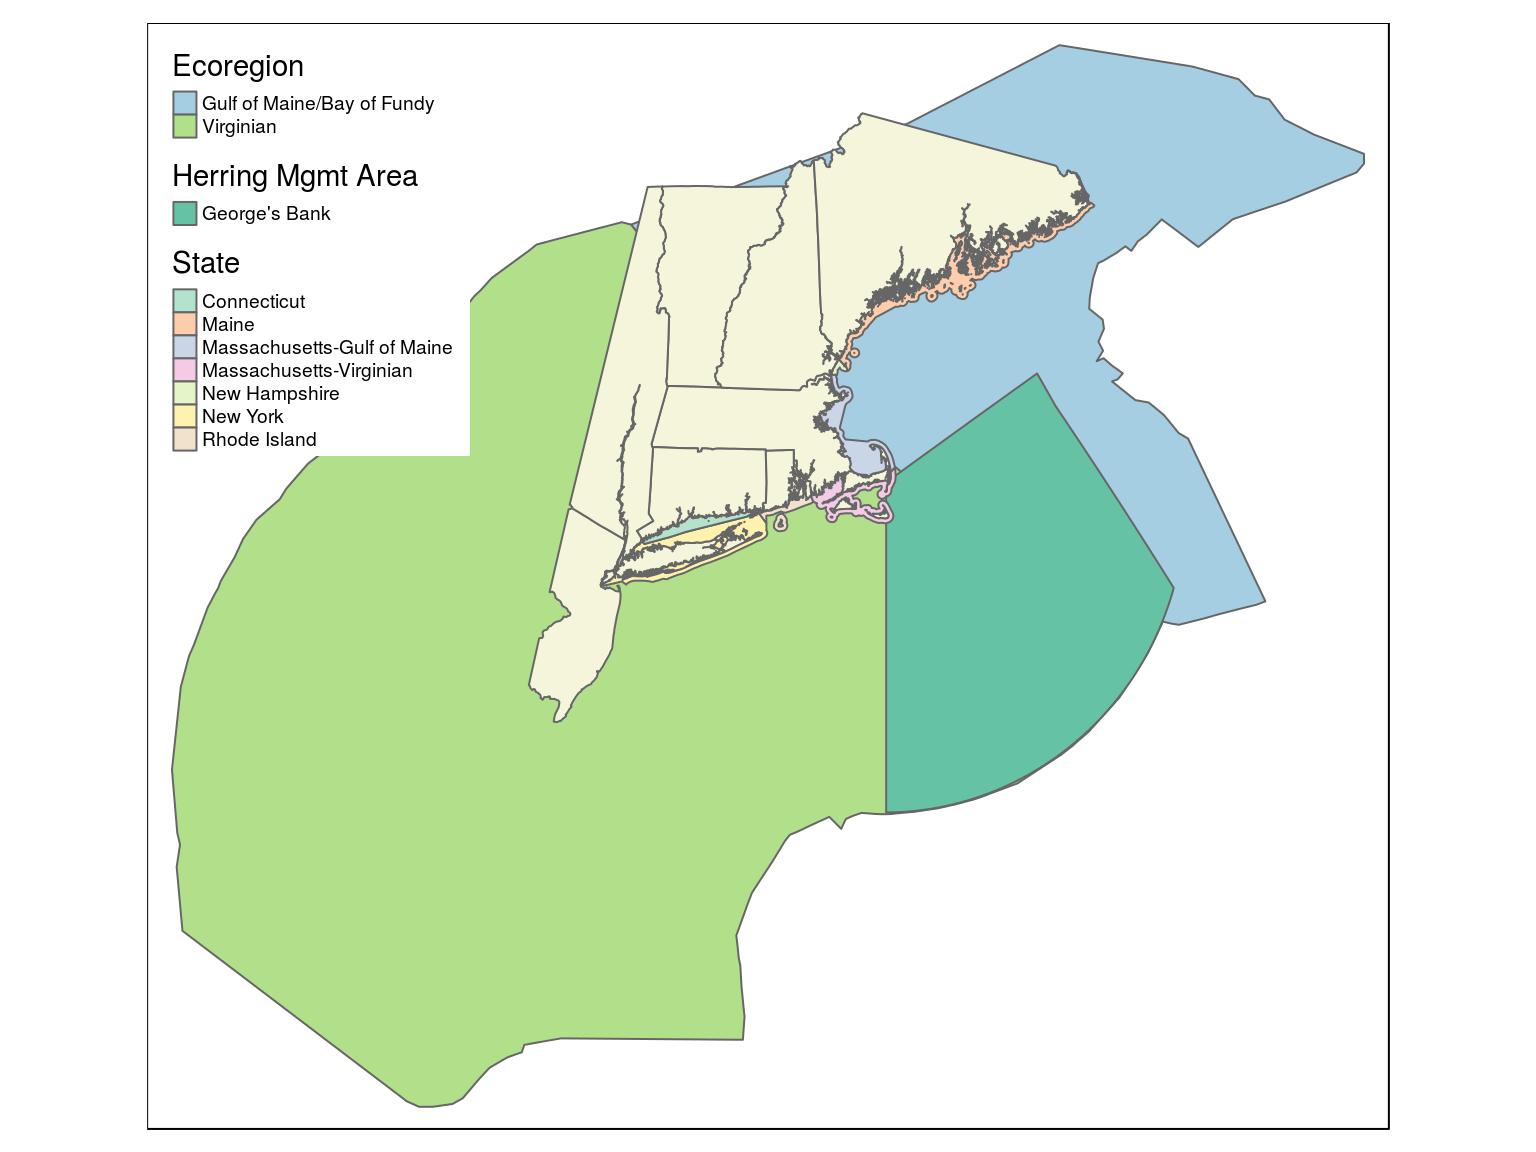 Ecoregion
Gulf of Maine/Bay of Fundy
Virginian
Herring Mgmt Area
George's Bank
State
Connecticut
Maine
Massachusetts-Gulf of Maine
Massachusetts-Virginian
New Hampshire
New York
Rhode Island